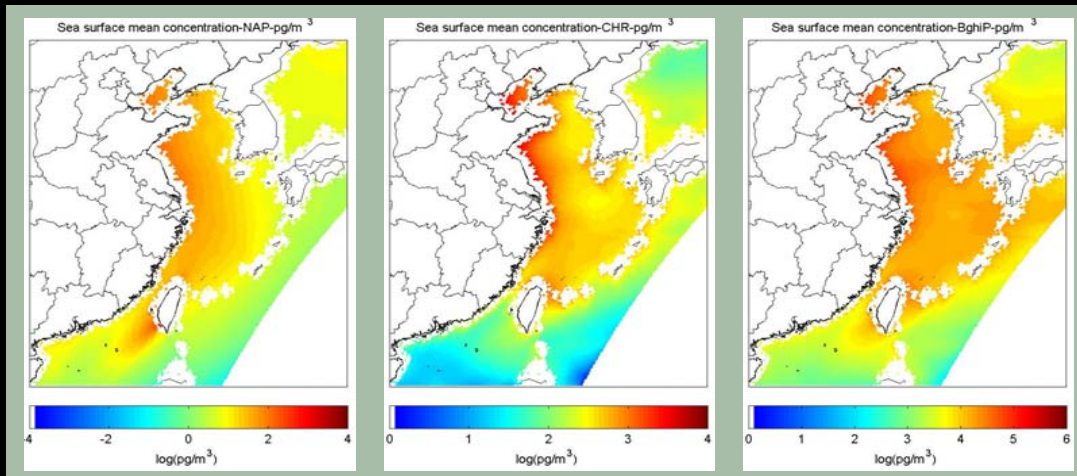 Sea surface mean concentration-NAP-pg/m 3
-4 -2 0 2 4
log(pg/m3)
Sea surface mean concentration-CHR-pg/m 3
0 1 2 3 4
log(pg/m3)
Sea surface mean concentration-BghiP-pg/m 3
0 1 2 3 4 5 6
log(pg/m3)